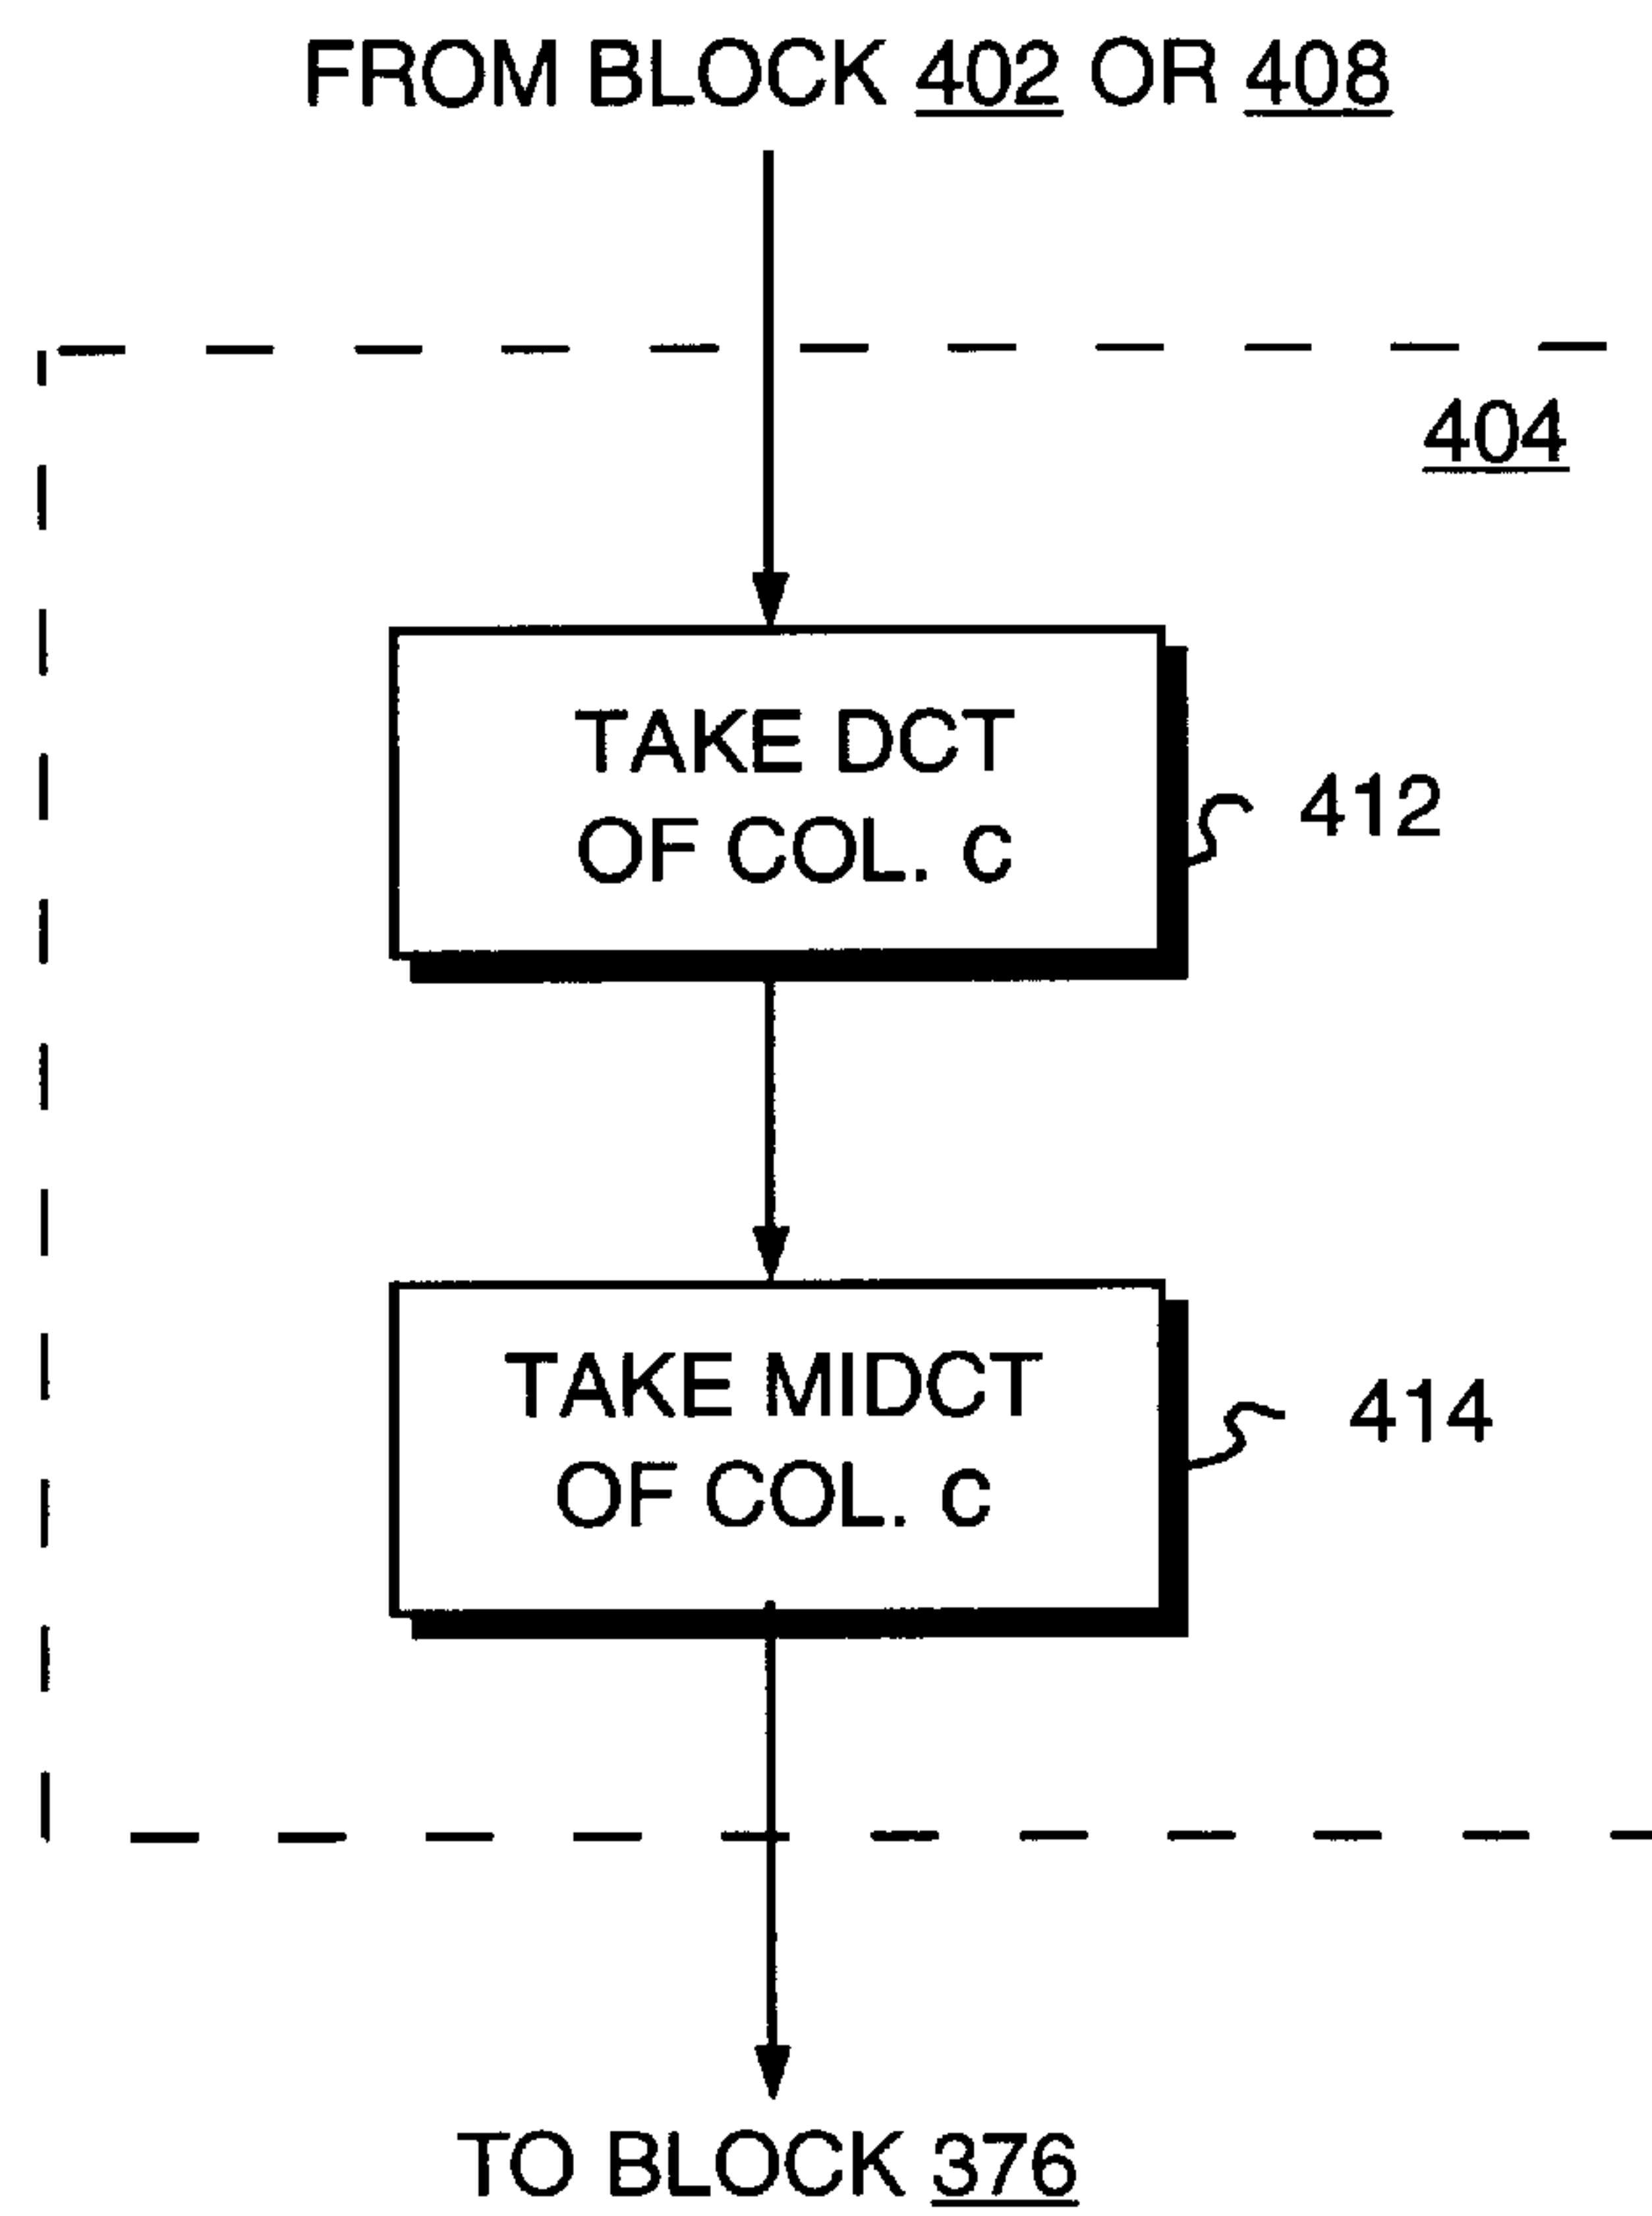 FROM BLOCK 402 OR 408
404
TAKE DCT
OF COL. C
412
TAKE MIDCT
OF COL. C
414
TO BLOCK 376